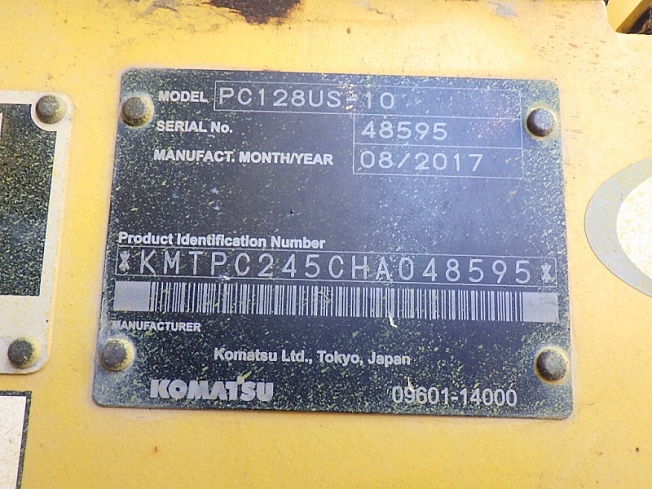 MODEL PC128US 10
SERIAL No. 48595
MANUFACT. MONTH/YEAR 08/2017
Product Identification Number
*KMTPC245CHA048595*
MANUFACTURER
Komatsu Ltd., Tokyo, Japan
KOMATSU 09601-14000